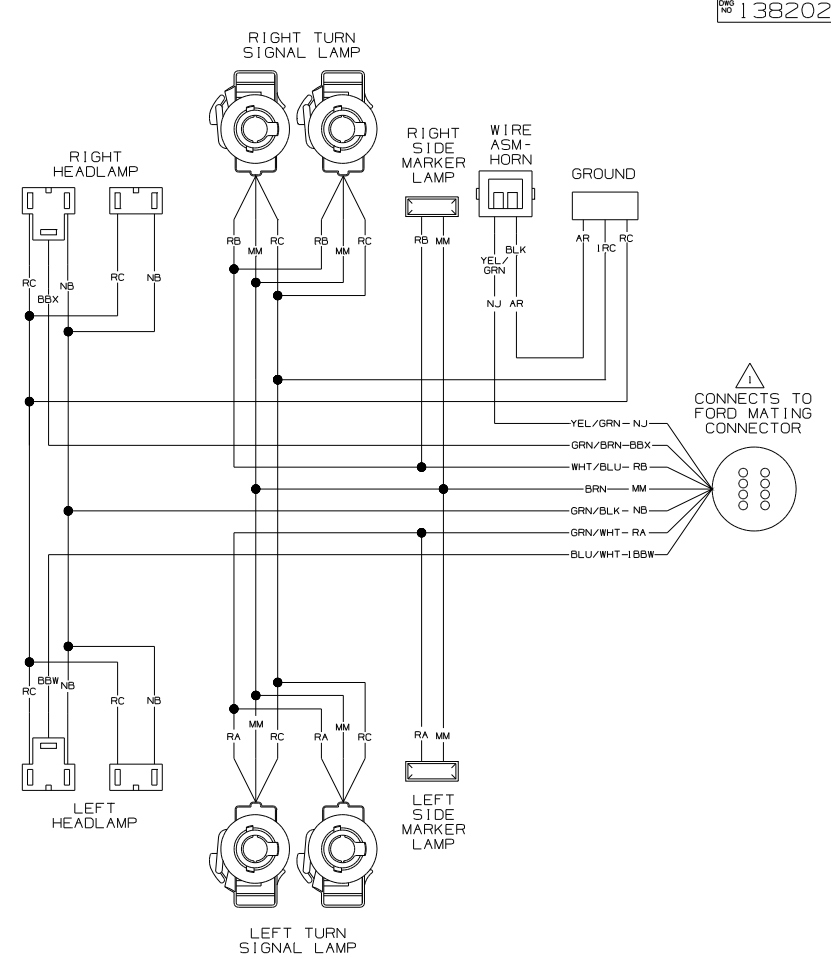 DWG
NO 138202
RIGHT TURN
SIGNAL LAMP
RIGHT
HEADLAMP
RIGHT
SIDE
MARKER
LAMP
WIRE
ASM-
HORN
GROUND
RB
MM
RC
RB
MM
RC
RB
MM
YEL/
GRN
BLK
AR
1RC
RC
RC
BBX
NB
RC
NB
NJ
AR
1
CONNECTS TO
FORD MATING
CONNECTOR
YEL/GRN- NJ
GRN/BRN-BBX
WHT/BLU- RB
BRN MM
GRN/BLK- NB
GRN/WHT- RA
BLU/WHT-1BBW
RC
BBW
NB
RC
NB
RA
MM
RC
RA
MM
RC
RA
MM
LEFT
HEADLAMP
LEFT
SIDE
MARKER
LAMP
LEFT TURN
SIGNAL LAMP